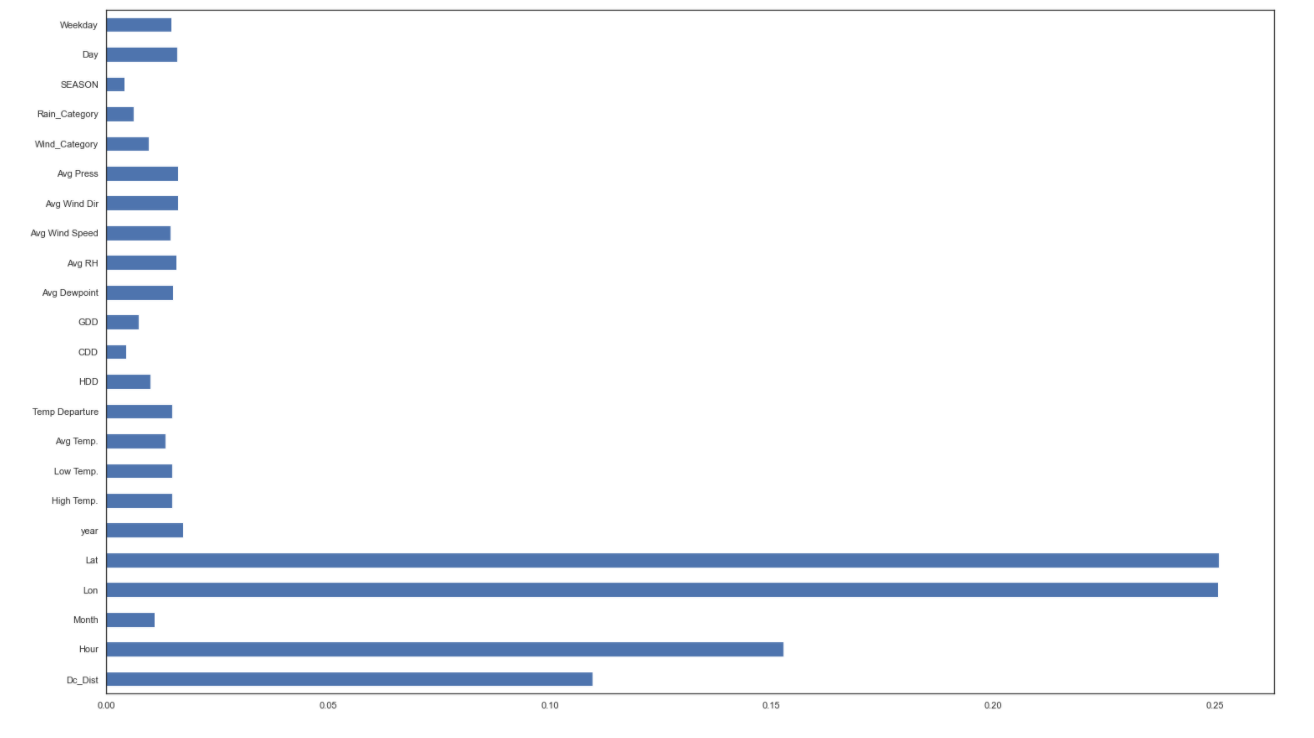 Weekday
Day
SEASON
Rain_Category
Wind_Category
Avg Press
Avg Wind Dir
Avg Wind Speed
Avg RH
Avg Dewpoint
GDD
CDD
HDD
Temp Departure
Avg Temp.
Low Temp.
High Temp.
year
Lat
Lon
Month
Hour
Dc_Dist
0.00 0.05 0.10 0.15 0.20 0.25